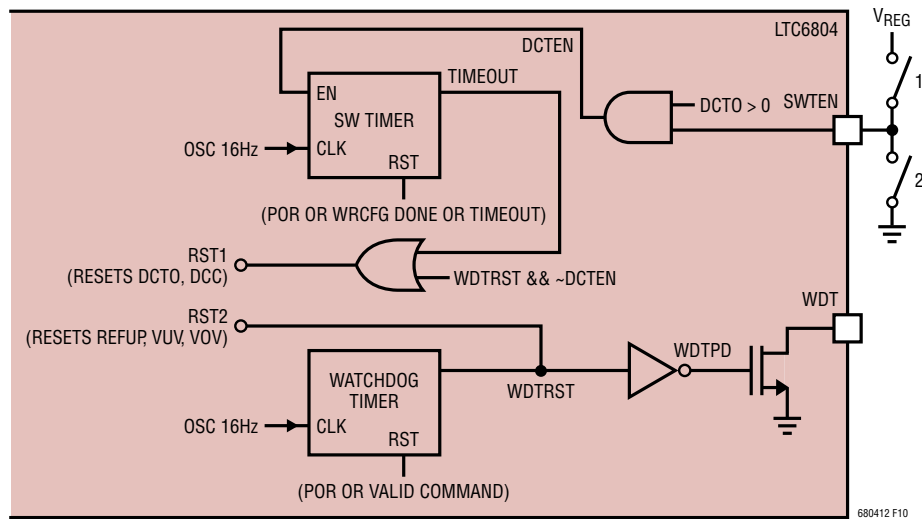 LTC6804
VREG
DCTEN
TIMEOUT
EN
SW TIMER
DCTO > 0
SWTEN
1
OSC 16Hz
CLK
RST
2
(POR OR WRCFG DONE OR TIMEOUT)
RST1
(RESETS DCTO, DCC)
WDTRST && ~DCTEN
RST2
(RESETS REFUP, VUV, VOV)
WDT
WATCHDOG
TIMER
WDTPD
WDTRST
OSC 16Hz
CLK
RST
(POR OR VALID COMMAND)
680412 F10